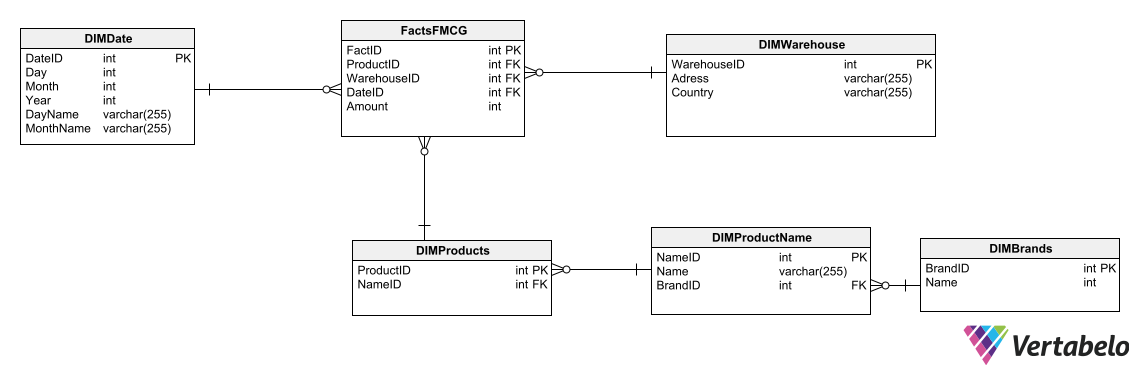 DIMDate
DateID int PK
Day int
Month int
Year int
DayName varchar(255)
MonthName varchar(255)
FactsFMCG
FactID int PK
ProductID int FK
WarehouseID int FK
DateID int FK
Amount int
DIMWarehouse
WarehouseID int PK
Adress varchar(255)
Country varchar(255)
DIMProducts
ProductID int PK
NameID int FK
DIMProductName
NameID int PK
Name varchar(255)
BrandID int FK
DIMBrands
BrandID int PK
Name int
Vertabelo